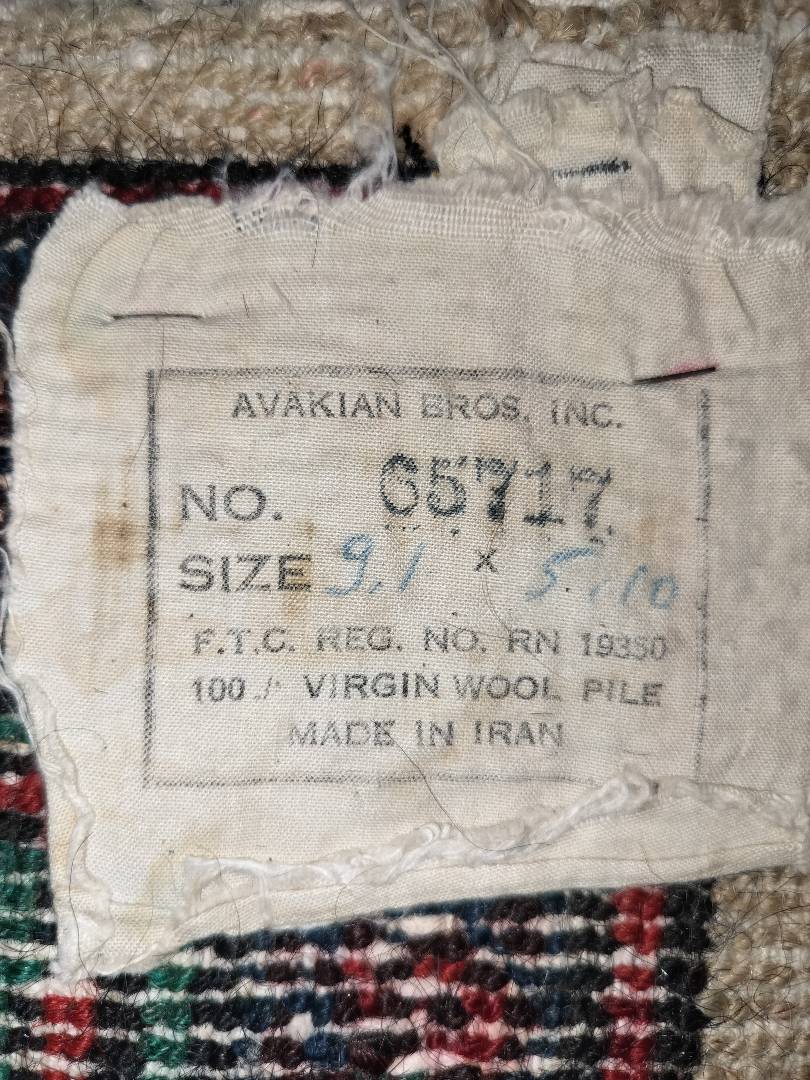 AVAKIAN BROS. INC.
NO. 65717
SIZE 9.1 x 5.10
F.T.C. REG. NO. RN 19350
100 % VIRGIN WOOL PILE
MADE IN IRAN